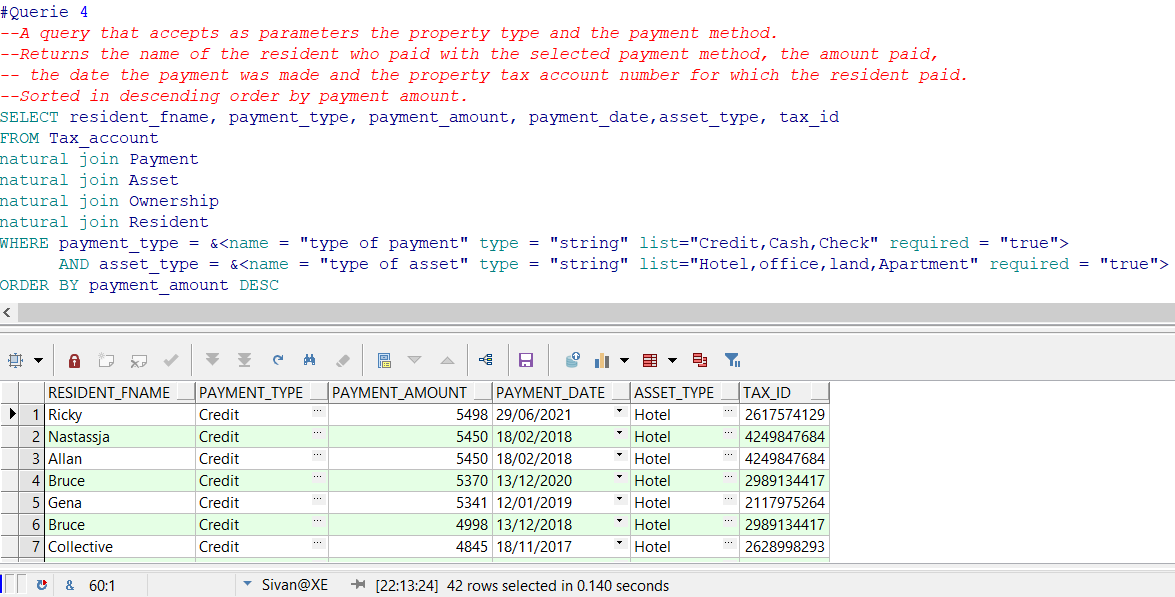 #Querie 4
--A query that accepts as parameters the property type and the payment method.
--Returns the name of the resident who paid with the selected payment method, the amount paid,
-- the date the payment was made and the property tax account number for which the resident paid.
--Sorted in descending order by payment amount.
SELECT resident_fname, payment_type, payment_amount, payment_date,asset_type, tax_id
FROM Tax_account
natural join Payment
natural join Asset
natural join Ownership
natural join Resident
WHERE payment_type = &<name = "type of payment" type = "string" list="Credit,Cash,Check" required = "true">
AND asset_type = &<name = "type of asset" type = "string" list="Hotel,office,land,Apartment" required = "true">
ORDER BY payment_amount DESC
RESIDENT_FNAME PAYMENT_TYPE PAYMENT_AMOUNT PAYMENT_DATE ASSET_TYPE TAX_ID
1 Ricky Credit ... 5498 29/06/2021 Hotel ... 2617574129
2 Nastassja Credit ... 5450 18/02/2018 Hotel ... 4249847684
3 Allan Credit ... 5450 18/02/2018 Hotel ... 4249847684
4 Bruce Credit ... 5370 13/12/2020 Hotel ... 2989134417
5 Gena Credit ... 5341 12/01/2019 Hotel ... 2117975264
6 Bruce Credit ... 4998 13/12/2018 Hotel ... 2989134417
7 Collective Credit ... 4845 18/11/2017 Hotel ... 2628998293
& 60:1 Sivan@XE [22:13:24] 42 rows selected in 0.140 seconds